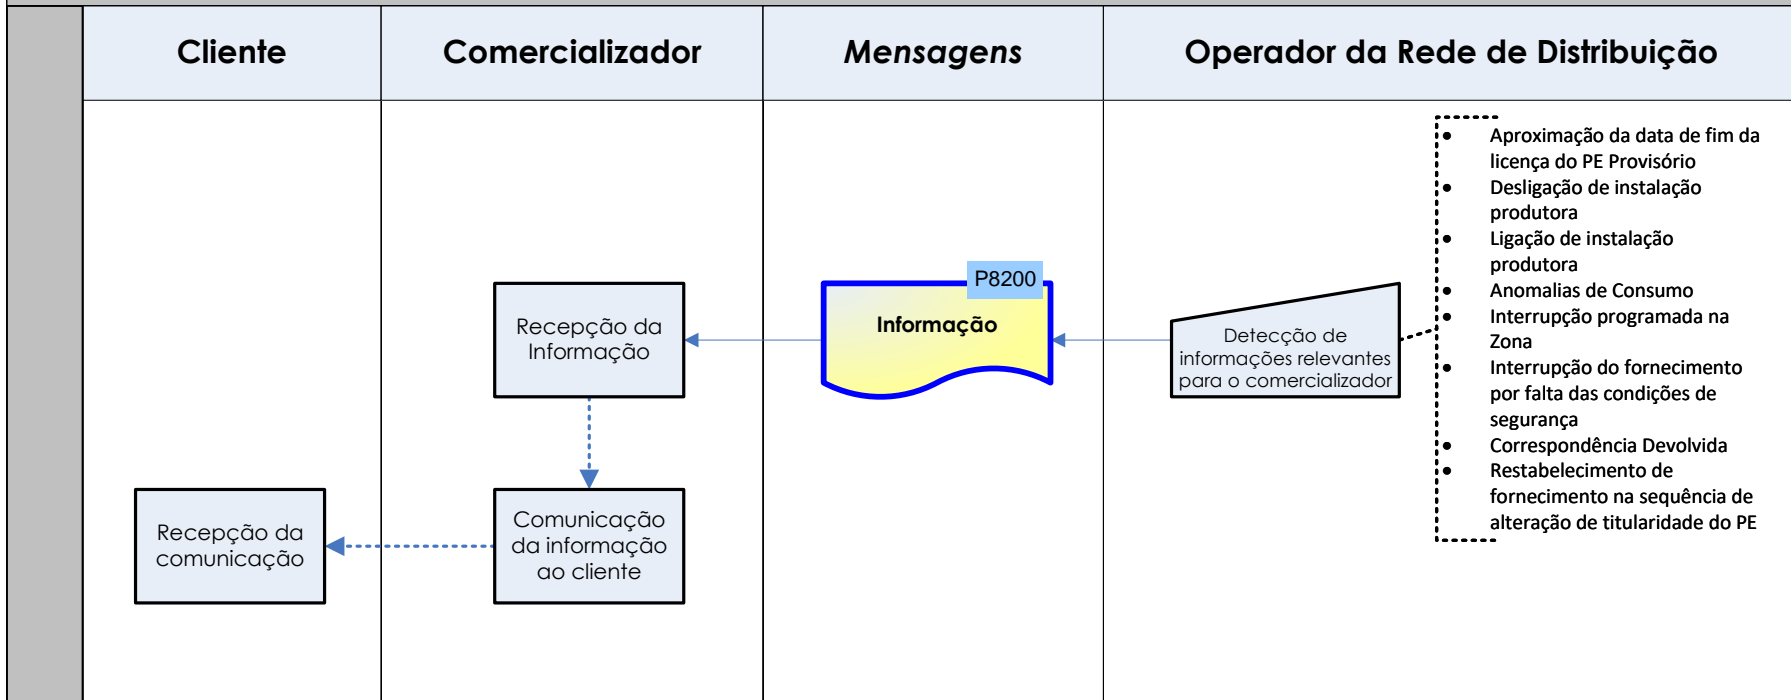 Cliente
Comercializador
Mensagens
Operador da Rede de Distribuição
• Aproximação da data de fim da
licença do PE Provisório
• Desligação de instalação
produtora
• Ligação de instalação
produtora
• Anomalias de Consumo
• Interrupção programada na
Zona
• Interrupção do fornecimento
por falta das condições de
segurança
• Correspondência Devolvida
• Restabelecimento de
fornecimento na sequência de
alteração de titularidade do PE
Detecção de
informações relevantes
para o comercializador
P8200
Informação
Recepção da
Informação
Comunicação
da informação
ao cliente
Recepção da
comunicação